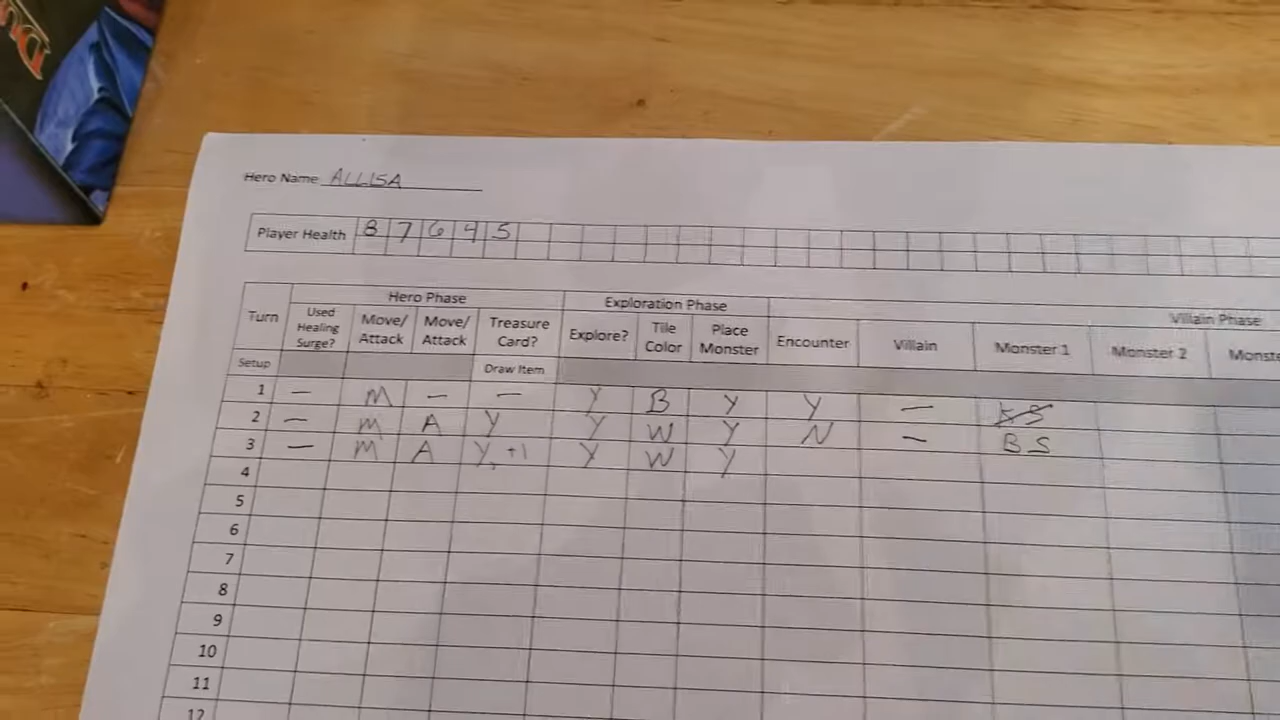 Hero Name ALLISA
Player Health 8 7 6 4 5
Hero Phase Exploration Phase Villain Phase
Turn Used Healing Surge? Move/ Attack Move/ Attack Treasure Card? Explore? Tile Color Place Monster Encounter Villain Monster 1 Monster 2 Monste
Setup Draw Item
1 — M — — Y B Y Y —
2 — M A Y Y W Y N — BS
3 — M A Y, +1 Y W Y
4
5
6
7
8
9
10
11
12